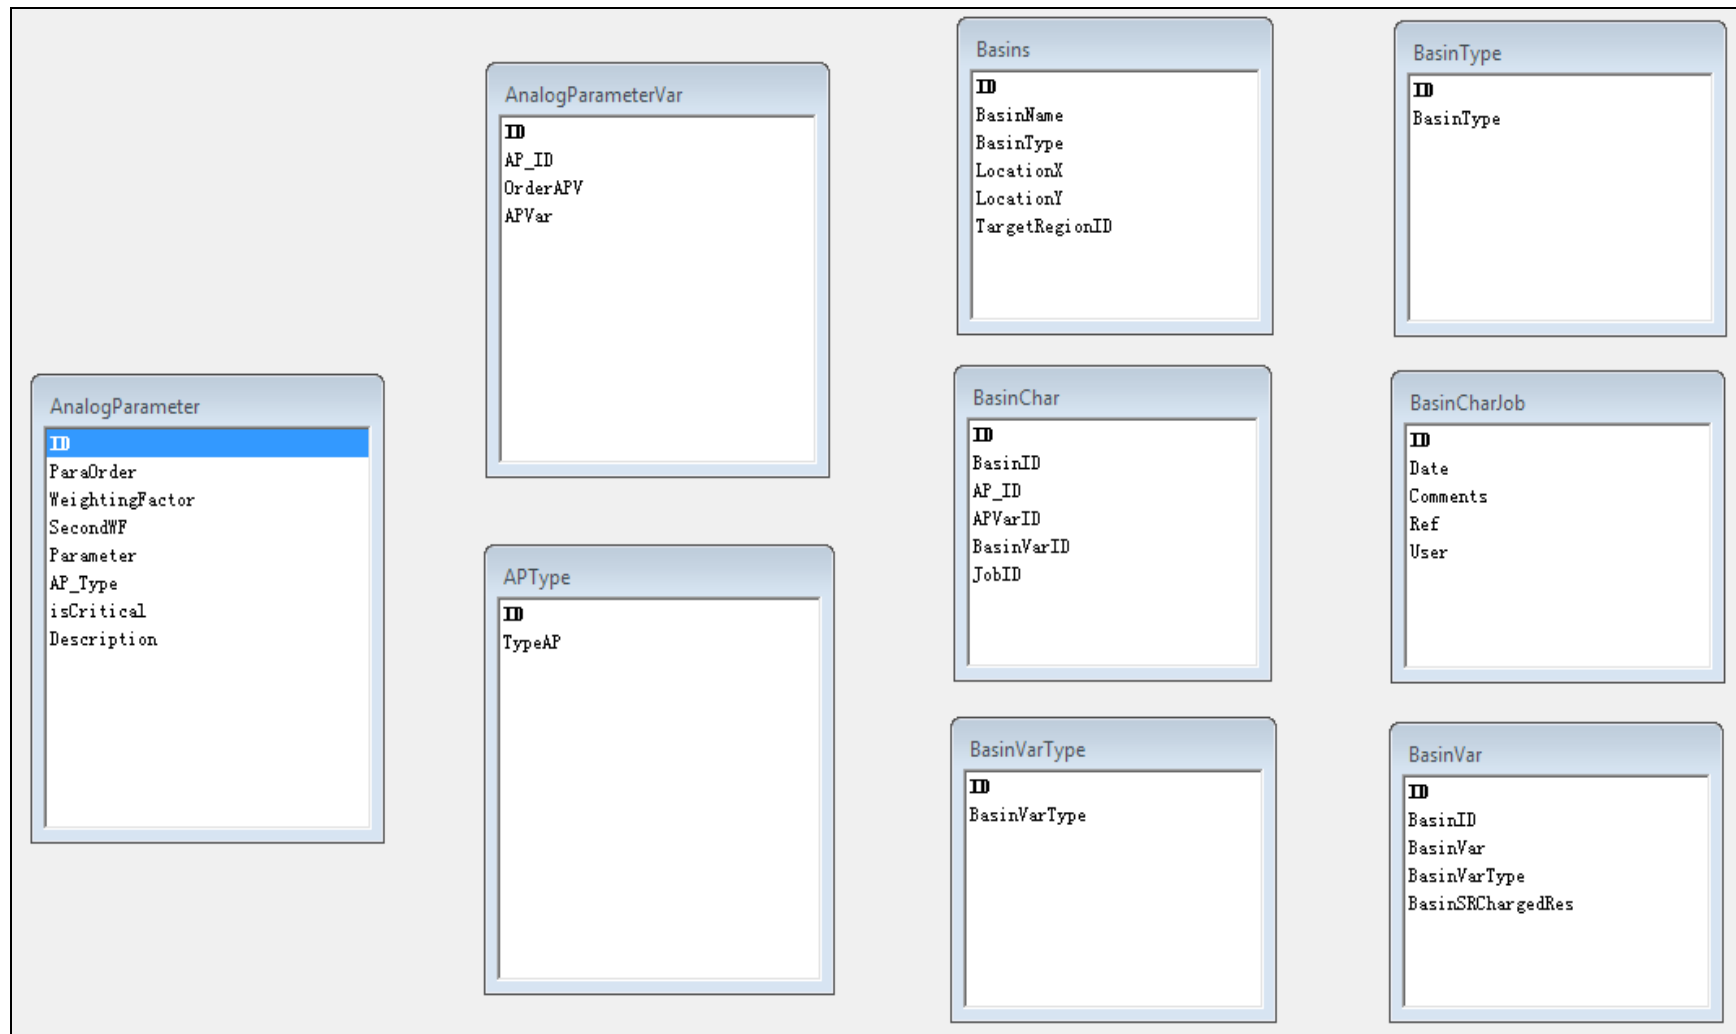 AnalogParameter
ID
ParaOrder
WeightingFactor
SecondWF
Parameter
AP_Type
isCritical
Description
AnalogParameterVar
ID
AP_ID
OrderAPV
APVar
APType
ID
TypeAP
Basins
ID
BasinName
BasinType
LocationX
LocationY
TargetRegionID
BasinChar
ID
BasinID
AP_ID
APVarID
BasinVarID
JobID
BasinVarType
ID
BasinVarType
BasinType
ID
BasinType
BasinCharJob
ID
Date
Comments
Ref
User
BasinVar
ID
BasinID
BasinVar
BasinVarType
BasinSRChargedRes